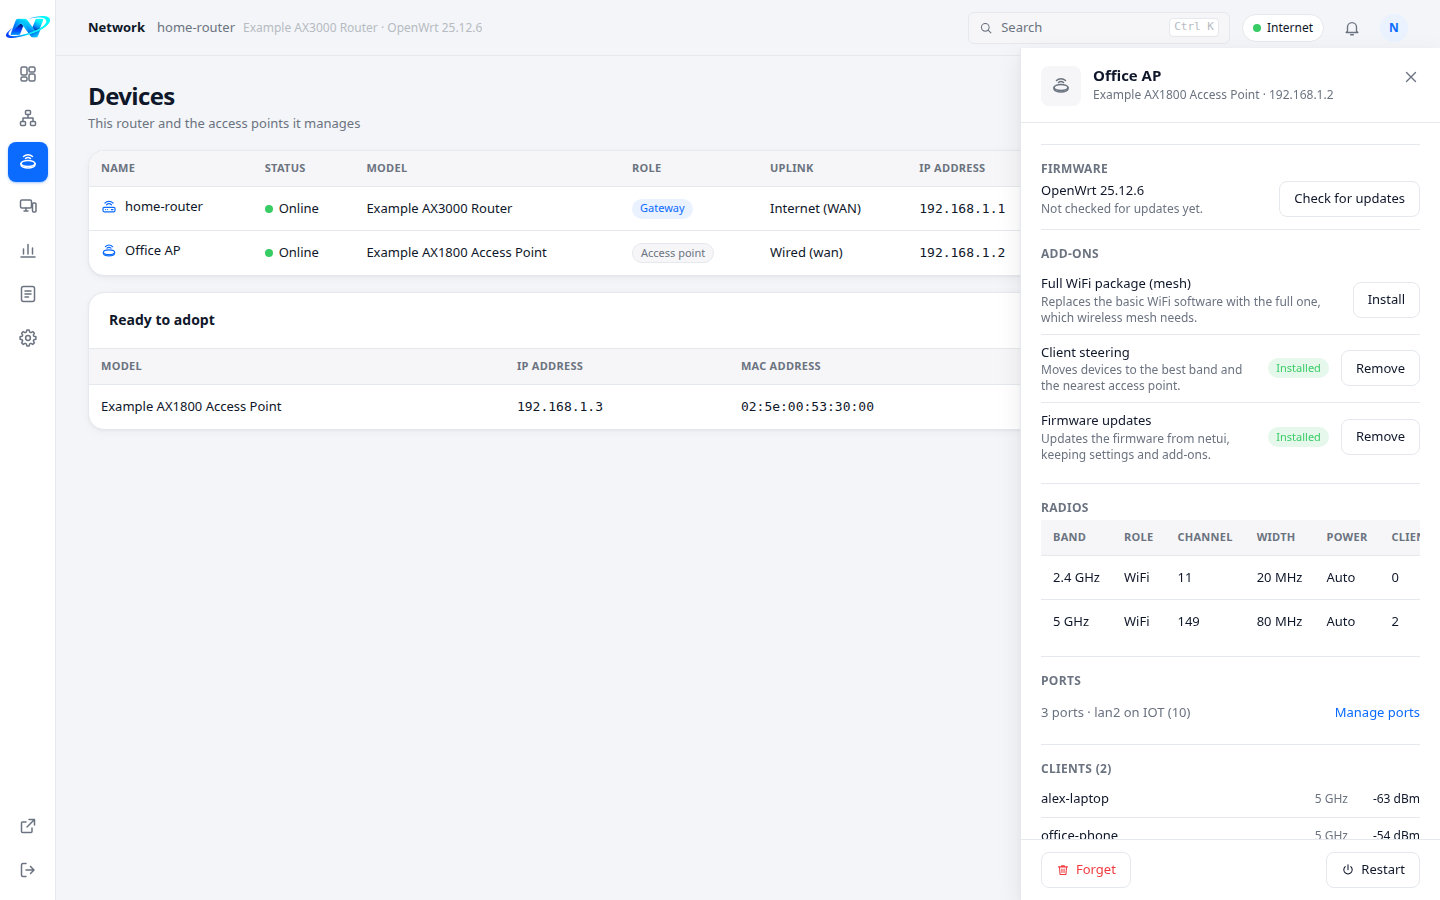 Network home-router Example AX3000 Router · OpenWrt 25.12.6
Search Ctrl K
Internet
N
Devices
This router and the access points it manages
NAME STATUS MODEL ROLE UPLINK IP ADDRESS
home-router Online Example AX3000 Router Gateway Internet (WAN) 192.168.1.1
Office AP Online Example AX1800 Access Point Access point Wired (wan) 192.168.1.2
Ready to adopt
MODEL IP ADDRESS MAC ADDRESS
Example AX1800 Access Point 192.168.1.3 02:5e:00:53:30:00
Office AP
Example AX1800 Access Point · 192.168.1.2
FIRMWARE
OpenWrt 25.12.6
Not checked for updates yet.
Check for updates
ADD-ONS
Full WiFi package (mesh)
Replaces the basic WiFi software with the full one,
which wireless mesh needs.
Install
Client steering
Moves devices to the best band and
the nearest access point.
Installed Remove
Firmware updates
Updates the firmware from netui,
keeping settings and add-ons.
Installed Remove
RADIOS
BAND ROLE CHANNEL WIDTH POWER
2.4 GHz WiFi 11 20 MHz Auto 0
5 GHz WiFi 149 80 MHz Auto 2
PORTS
3 ports · lan2 on IOT (10) Manage ports
CLIENTS (2)
alex-laptop 5 GHz -63 dBm
office-phone 5 GHz -54 dBm
Forget Restart